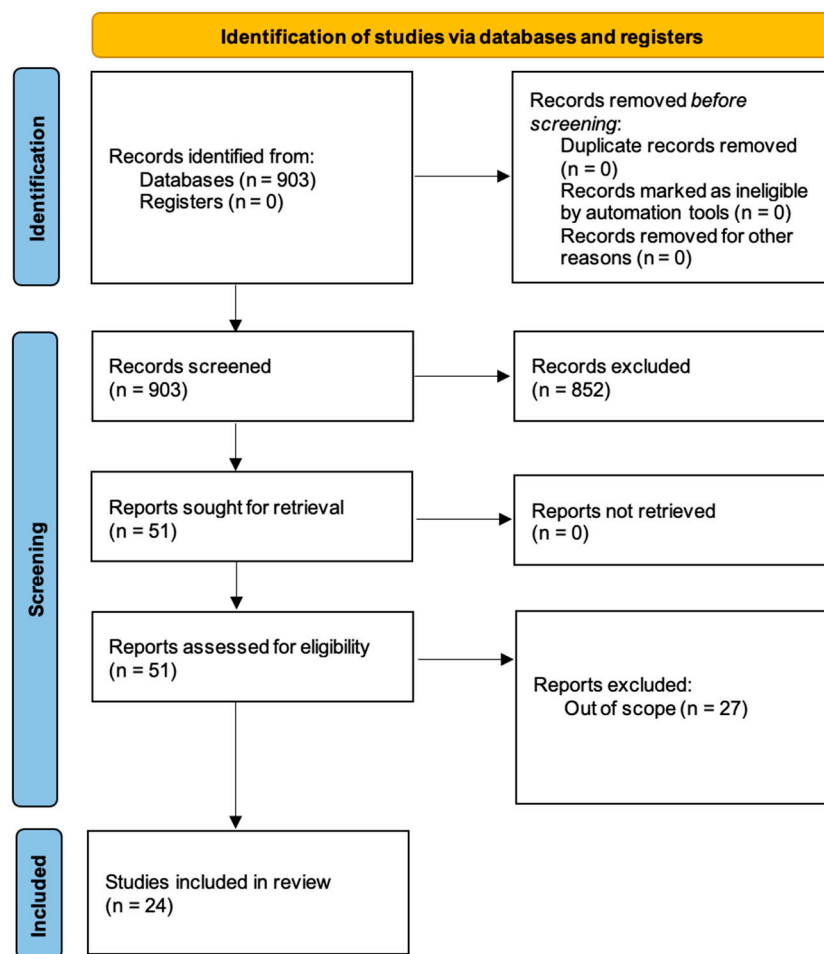 Identification of studies via databases and registers
Identification
Records identified from:
Databases (n = 903)
Registers (n = 0)
Records removed before
screening:
Duplicate records removed
(n = 0)
Records marked as ineligible
by automation tools (n = 0)
Records removed for other
reasons (n = 0)
Screening
Records screened
(n = 903)
Records excluded
(n = 852)
Reports sought for retrieval
(n = 51)
Reports not retrieved
(n = 0)
Reports assessed for eligibility
(n = 51)
Reports excluded:
Out of scope (n = 27)
Included
Studies included in review
(n = 24)